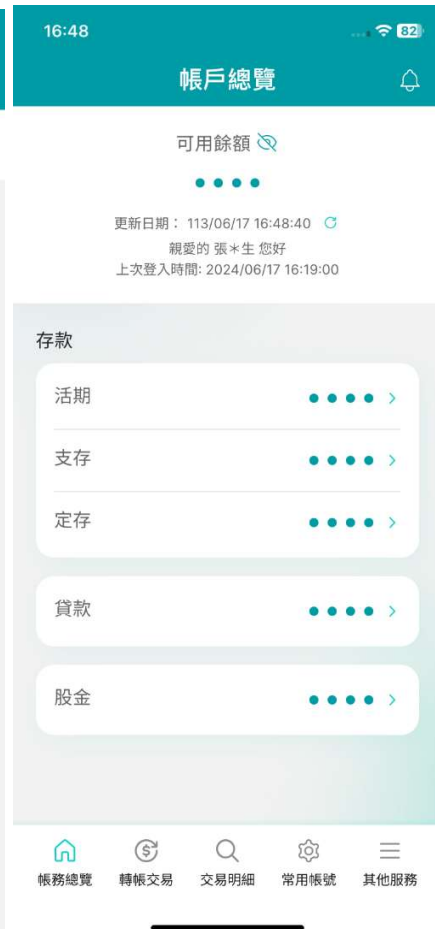 16:48
82
帳戶總覽
可用餘額
更新日期： 113/06/17 16:48:40
親愛的 張＊生 您好
上次登入時間: 2024/06/17 16:19:00
存款
活期
支存
定存
貸款
股金
帳務總覽 轉帳交易 交易明細 常用帳號 其他服務